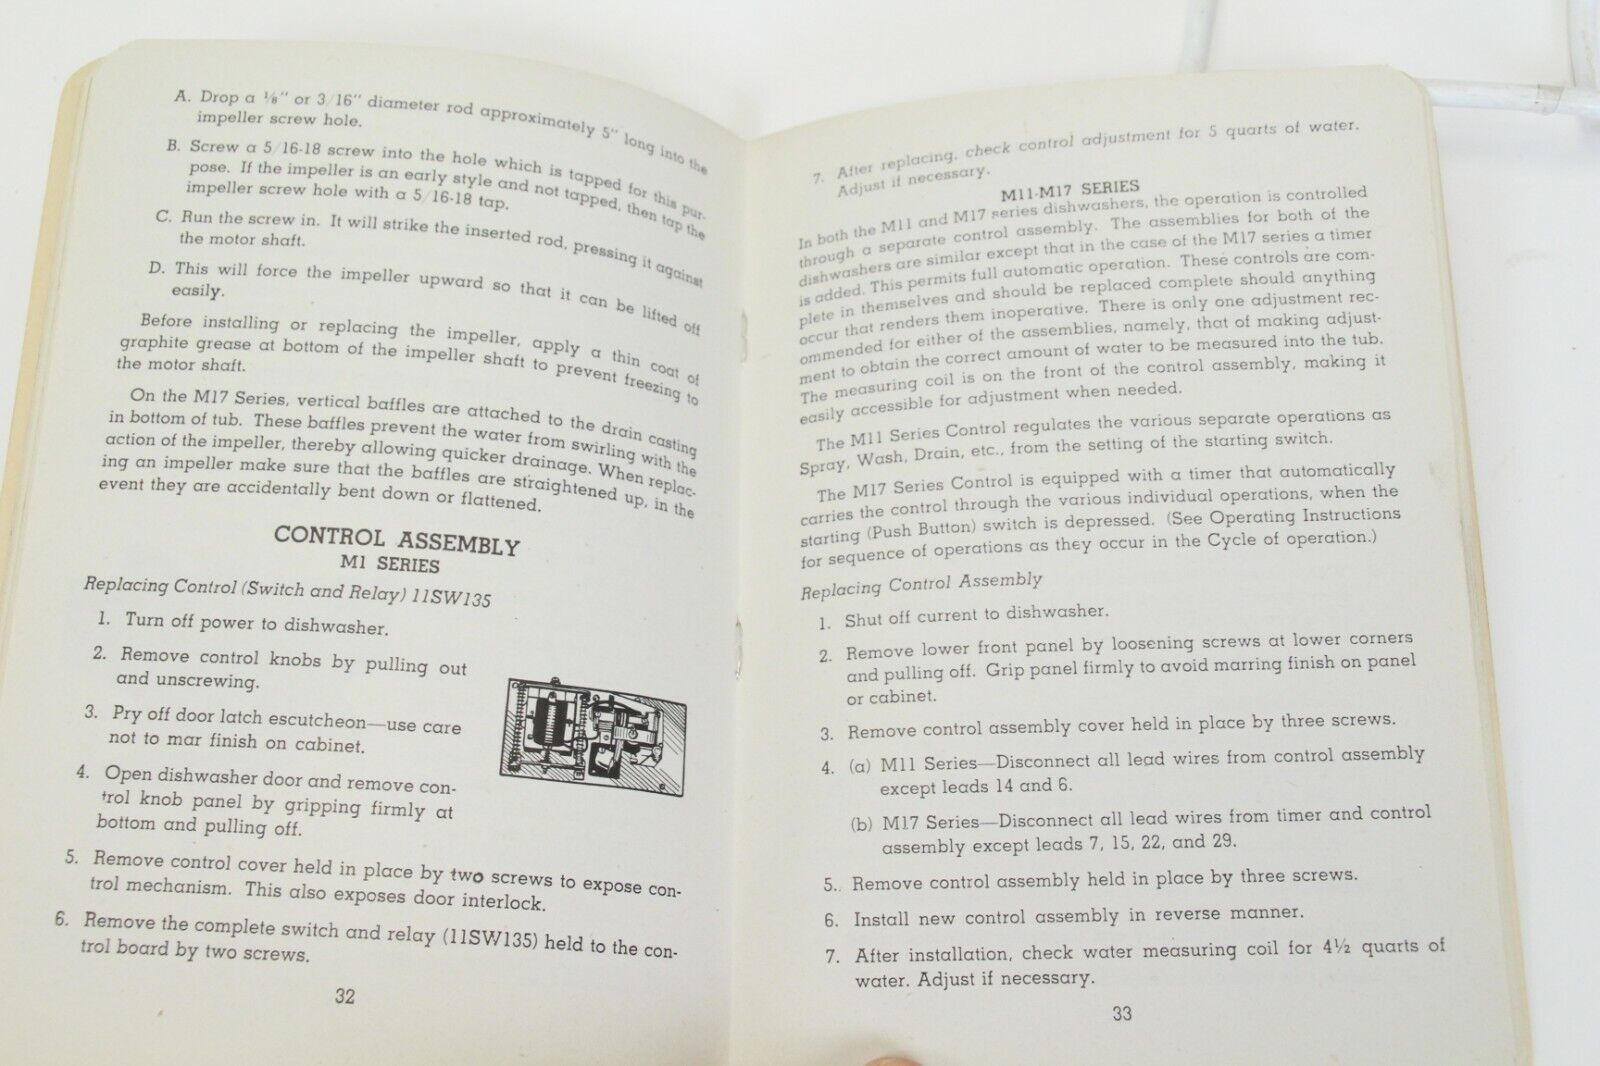 A. Drop a 1/8" or 3/16" diameter rod approximately 5" long into the
impeller screw hole.
B. Screw a 5/16-18 screw into the hole which is tapped for this pur-
pose. If the impeller is an early style and not tapped, then tap the
impeller screw hole with a 5/16-18 tap.
C. Run the screw in. It will strike the inserted rod, pressing it against
the motor shaft.
D. This will force the impeller upward so that it can be lifted off
easily.
Before installing or replacing the impeller, apply a thin coat of
graphite grease at bottom of the impeller shaft to prevent freezing to
the motor shaft.
On the M17 Series, vertical baffles are attached to the drain casting
in bottom of tub. These baffles prevent the water from swirling with the
action of the impeller, thereby allowing quicker drainage. When replac-
ing an impeller make sure that the baffles are straightened up, in the
event they are accidentally bent down or flattened.
CONTROL ASSEMBLY
M1 SERIES
Replacing Control (Switch and Relay) 11SW135
1. Turn off power to dishwasher.
2. Remove control knobs by pulling out
and unscrewing.
3. Pry off door latch escutcheon—use care
not to mar finish on cabinet.
4. Open dishwasher door and remove con-
trol knob panel by gripping firmly at
bottom and pulling off.
5. Remove control cover held in place by two screws to expose con-
trol mechanism. This also exposes door interlock.
6. Remove the complete switch and relay (11SW135) held to the con-
trol board by two screws.
32
7. After replacing, check control adjustment for 5 quarts of water.
Adjust if necessary.
M11-M17 SERIES
In both the M11 and M17 series dishwashers, the operation is controlled
through a separate control assembly. The assemblies for both of the
dishwashers are similar except that in the case of the M17 series a timer
is added. This permits full automatic operation. These controls are com-
plete in themselves and should be replaced complete should anything
occur that renders them inoperative. There is only one adjustment rec-
ommended for either of the assemblies, namely, that of making adjust-
ment to obtain the correct amount of water to be measured into the tub.
The measuring coil is on the front of the control assembly, making it
easily accessible for adjustment when needed.
The M11 Series Control regulates the various separate operations as
Spray, Wash, Drain, etc., from the setting of the starting switch.
The M17 Series Control is equipped with a timer that automatically
carries the control through the various individual operations, when the
starting (Push Button) switch is depressed. (See Operating Instructions
for sequence of operations as they occur in the Cycle of operation.)
Replacing Control Assembly
1. Shut off current to dishwasher.
2. Remove lower front panel by loosening screws at lower corners
and pulling off. Grip panel firmly to avoid marring finish on panel
or cabinet.
3. Remove control assembly cover held in place by three screws.
4. (a) M11 Series—Disconnect all lead wires from control assembly
except leads 14 and 6.
(b) M17 Series—Disconnect all lead wires from timer and control
assembly except leads 7, 15, 22, and 29.
5. Remove control assembly held in place by three screws.
6. Install new control assembly in reverse manner.
7. After installation, check water measuring coil for 4½ quarts of
water. Adjust if necessary.
33